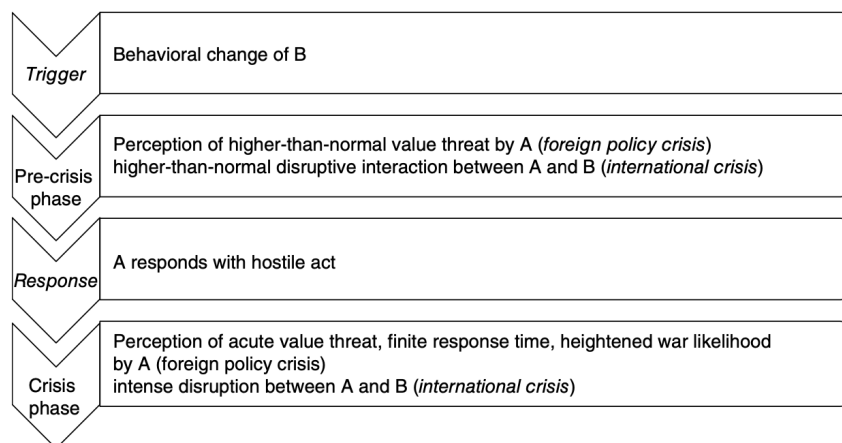 Trigger
Behavioral change of B
Pre-crisis
phase
Perception of higher-than-normal value threat by A (foreign policy crisis)
higher-than-normal disruptive interaction between A and B (international crisis)
Response
A responds with hostile act
Crisis
phase
Perception of acute value threat, finite response time, heightened war likelihood
by A (foreign policy crisis)
intense disruption between A and B (international crisis)